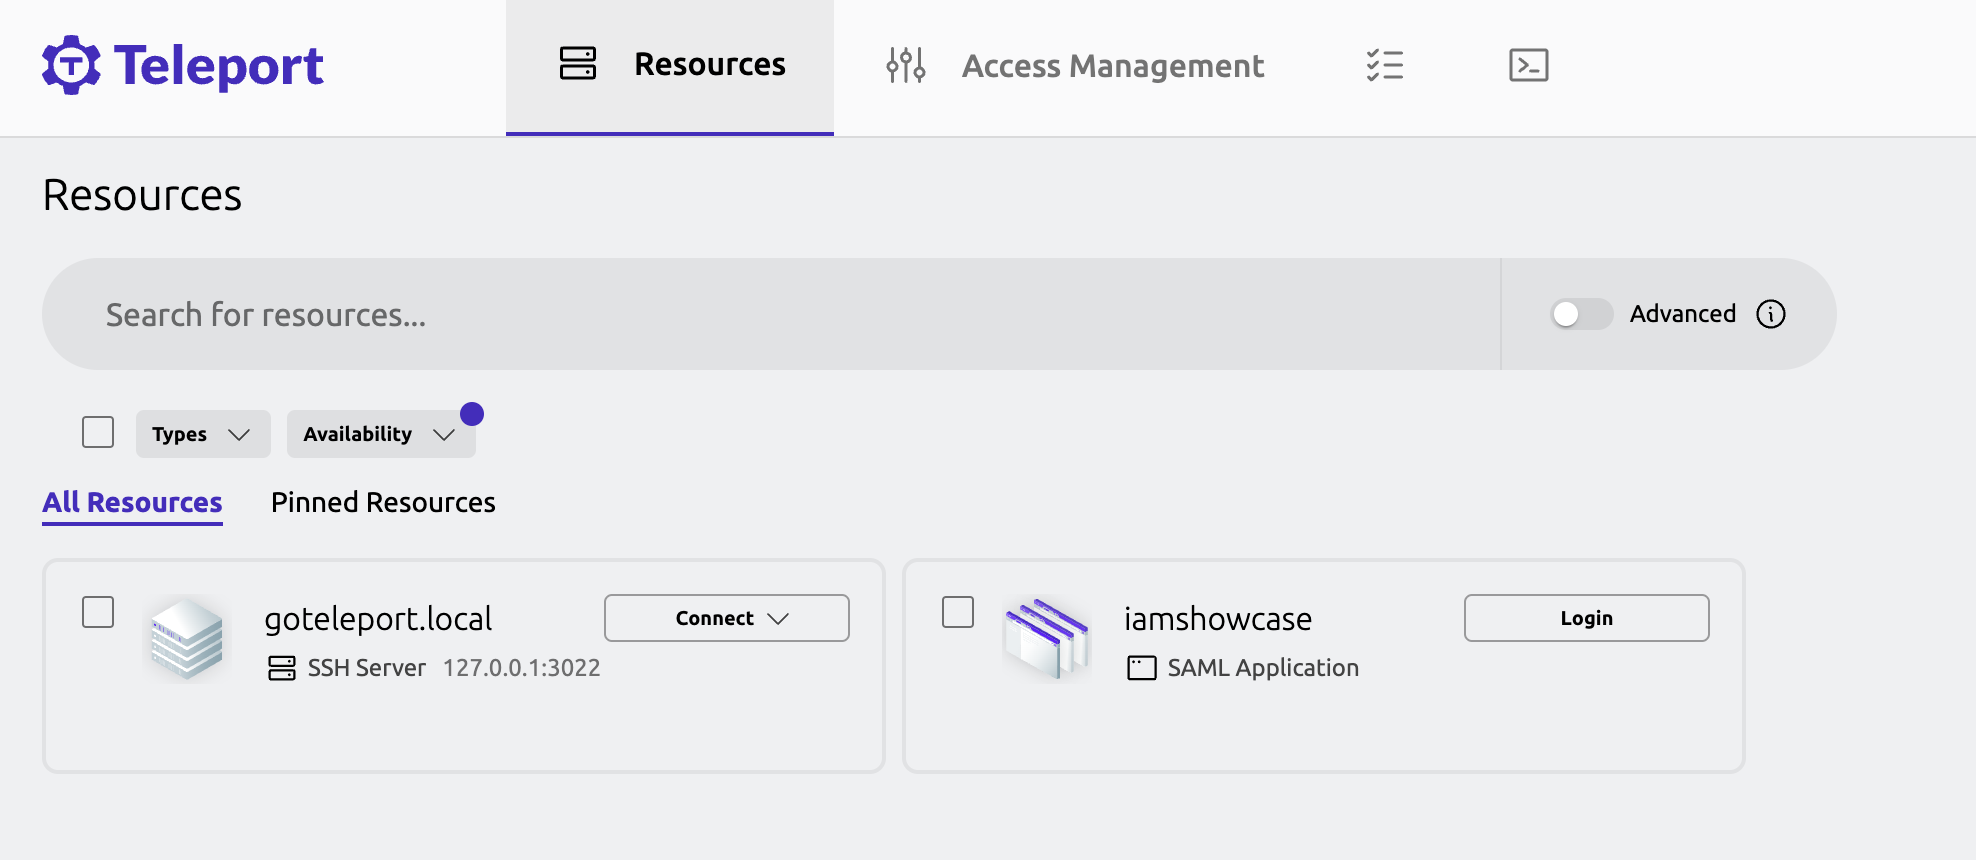 Teleport
Resources
Access Management
Resources
Search for resources...
Advanced
Types
Availability
All Resources
Pinned Resources
goteleport.local
Connect
SSH Server 127.0.0.1:3022
iamshowcase
Login
SAML Application